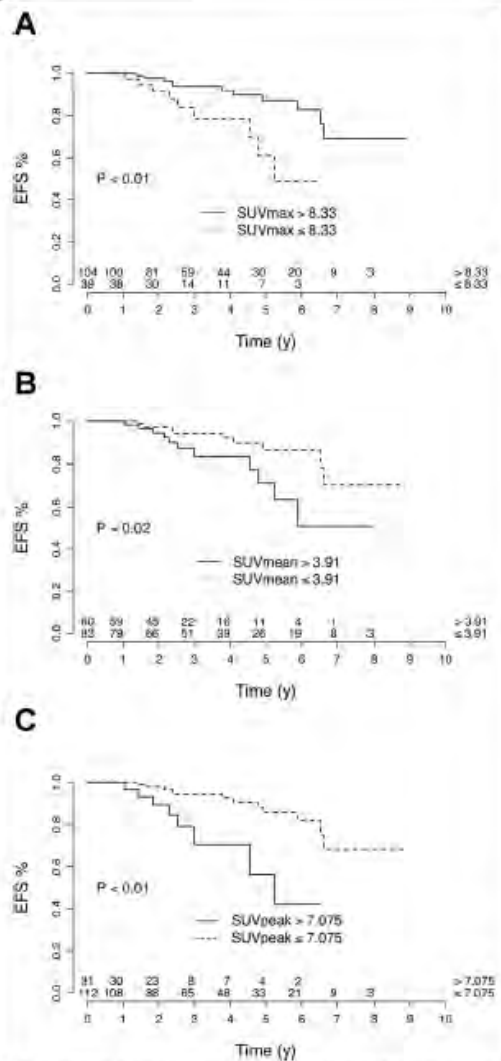 A
1.0
0.8
0.6
0.4
0.2
0.0
EFS %
P < 0.01
SUVmax > 8.33
SUVmax ≤ 8.33
104 100 81 59 44 30 20 9 3 > 8.33
39 38 30 14 11 7 3 ≤ 8.33
0 1 2 3 4 5 6 7 8 9 10
Time (y)
B
1.0
0.8
0.6
0.4
0.2
0.0
EFS %
P < 0.02
SUVmean > 3.91
SUVmean ≤ 3.91
60 59 45 22 16 11 4 1 > 3.91
83 79 66 51 39 26 19 8 3 ≤ 3.91
0 1 2 3 4 5 6 7 8 9 10
Time (y)
C
1.0
0.8
0.6
0.4
0.2
0.0
EFS %
P < 0.01
SUVpeak > 7.075
SUVpeak ≤ 7.075
31 30 23 8 7 4 2 > 7.075
112 108 88 65 48 33 21 9 3 ≤ 7.075
0 1 2 3 4 5 6 7 8 9 10
Time (y)